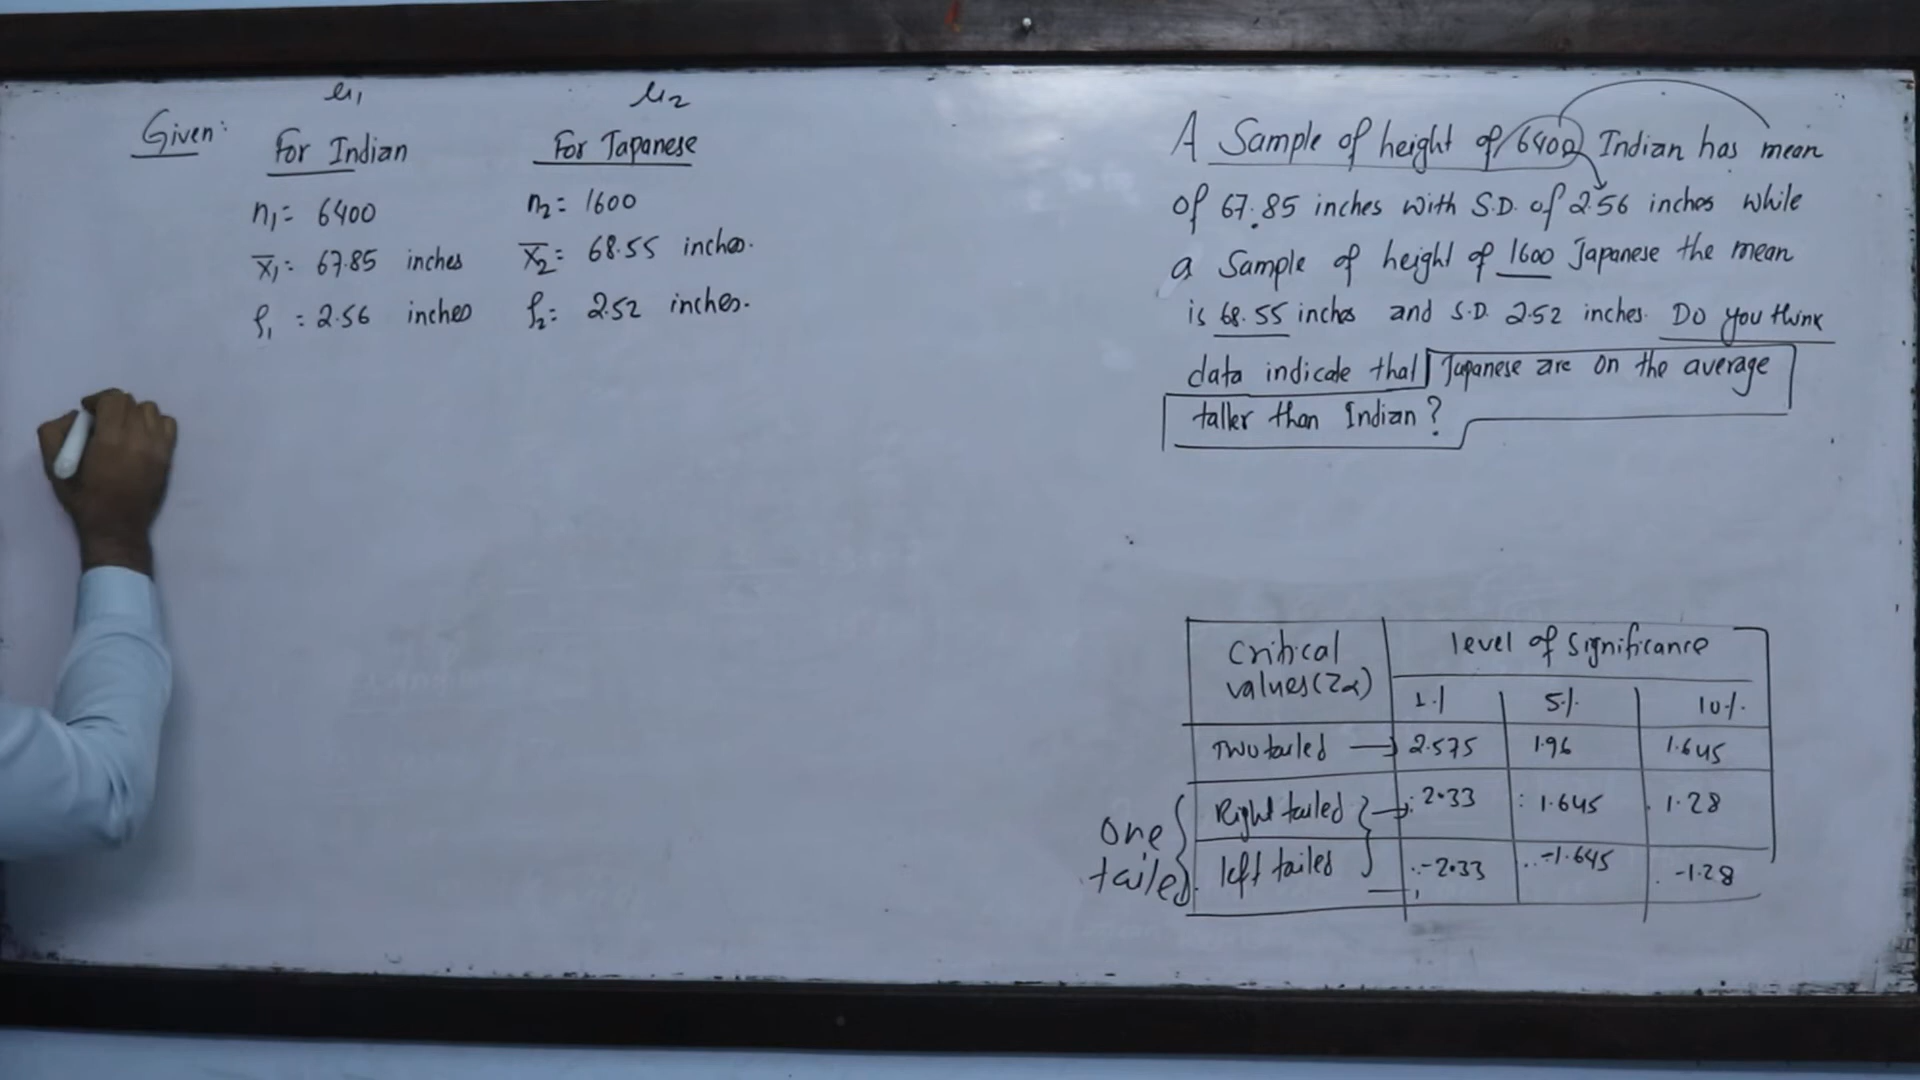 μ1 μ2
Given:
For Indian
n1= 6400
x̄1= 67.85 inches
= 2.56 inches
For Japanese
n2= 1600
x̄2= 68.55 inches.
= 2.52 inches.
A Sample of height of 6400 Indian has mean
of 67.85 inches with S.D. of 2.56 inches while
a Sample of height of 1600 Japanese the mean
is 68.55 inches and S.D. 2.52 inches. Do you think
data indicate that Japanese are on the average
taller than Indian?
Critical values(Zα)
level of Significance
1% 5% 10%
Two tailed → 2.575 1.96 1.645
one tailed
Right tailed → 2.33 1.645 1.28
left tailed → -2.33 -1.645 -1.28